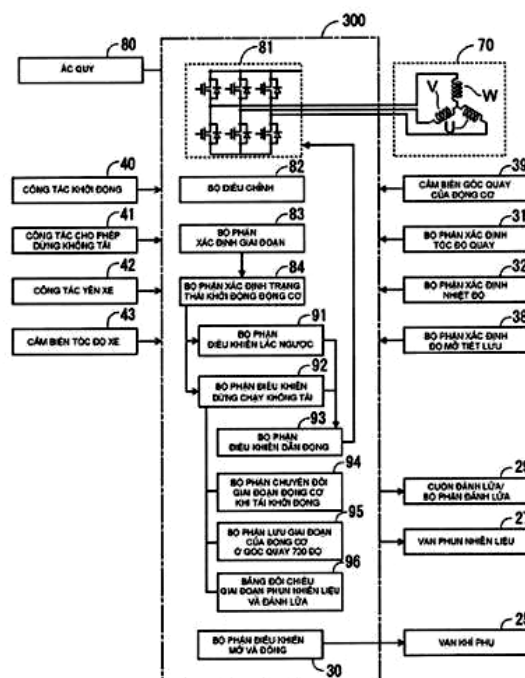 300
80
ÁC QUY
81
70
V
W
U
40
CÔNG TẮC KHỞI ĐỘNG
41
CÔNG TẮC CHO PHÉP
DỪNG KHÔNG TẢI
42
CÔNG TẮC YÊN XE
43
CẢM BIẾN TỐC ĐỘ XE
82
BỘ ĐIỀU CHỈNH
83
BỘ PHẬN
XÁC ĐỊNH GIAI ĐOẠN
84
BỘ PHẬN XÁC ĐỊNH TRẠNG
THÁI KHỞI ĐỘNG ĐỘNG CƠ
91
BỘ PHẬN
ĐIỀU KHIỂN LẮC NGƯỢC
92
BỘ PHẬN ĐIỀU KHIỂN
DỪNG CHẠY KHÔNG TẢI
93
BỘ PHẬN
ĐIỀU KHIỂN DẪN ĐỘNG
94
BỘ PHẬN CHUYỂN ĐỔI
GIAI ĐOẠN ĐỘNG CƠ
KHI TÁI KHỞI ĐỘNG
95
BỘ PHẬN LƯU GIAI ĐOẠN
CỦA ĐỘNG CƠ
Ở GÓC QUAY 720 ĐỘ
96
BẢNG ĐỐI CHIẾU
GIAI ĐOẠN PHUN NHIÊN LIỆU
VÀ ĐÁNH LỬA
BỘ PHẬN ĐIỀU KHIỂN
MỞ VÀ ĐÓNG
30
39
CẢM BIẾN GÓC QUAY
CỦA ĐỘNG CƠ
31
BỘ PHẬN XÁC ĐỊNH
TỐC ĐỘ QUAY
32
BỘ PHẬN XÁC ĐỊNH
NHIỆT ĐỘ
38
BỘ PHẬN XÁC ĐỊNH
ĐỘ MỞ TIẾT LƯU
CUỘN ĐÁNH LỬA/
BỘ PHẬN ĐÁNH LỬA
27
VAN PHUN NHIÊN LIỆU
VAN KHÍ PHỤ